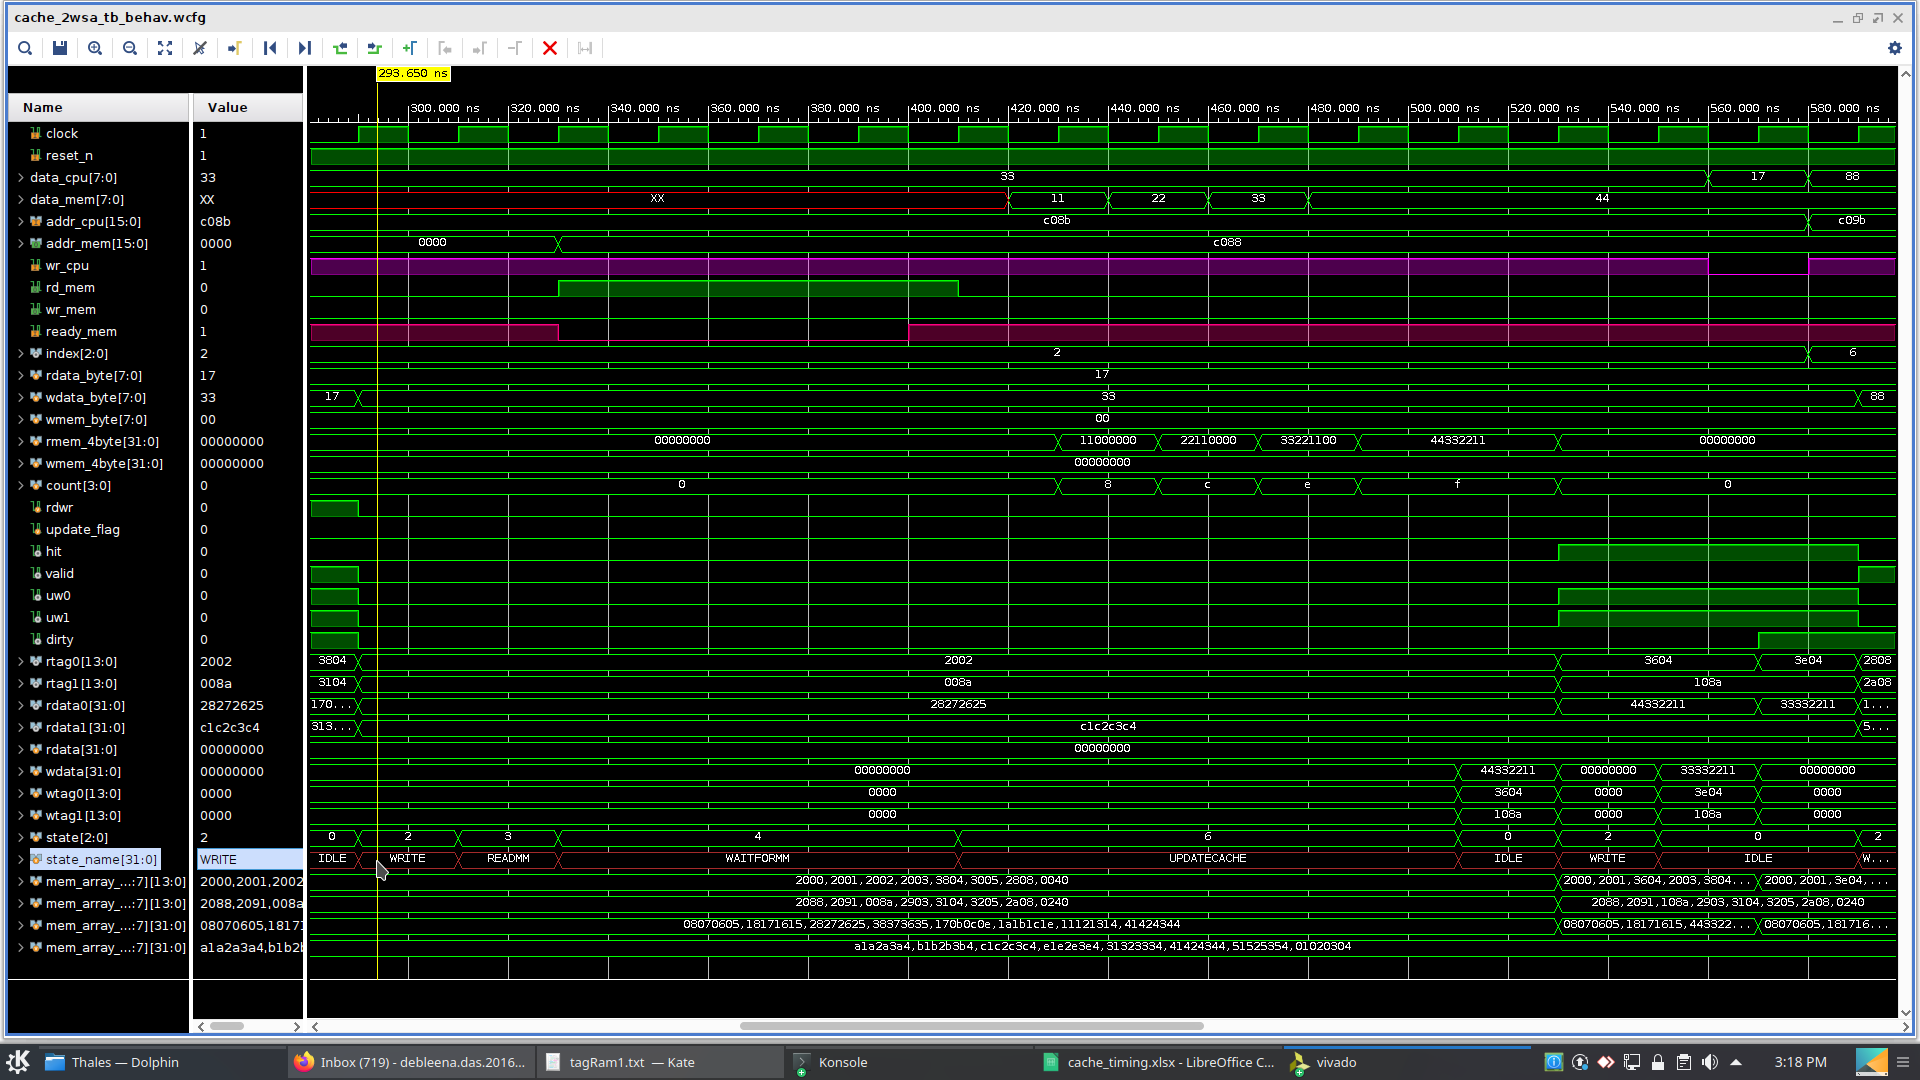 cache_2wsa_tb_behav.wcfg
293.650 ns
Name Value
300.000 ns 320.000 ns 340.000 ns 360.000 ns 380.000 ns 400.000 ns 420.000 ns 440.000 ns 460.000 ns 480.000 ns 500.000 ns 520.000 ns 540.000 ns 560.000 ns 580.000 ns
clock 1
reset_n 1
data_cpu[7:0] 33 33 17 88
data_mem[7:0] XX XX 11 22 33 44
addr_cpu[15:0] c08b c08b c09b
addr_mem[15:0] 0000 0000 c088
wr_cpu 1
rd_mem 0
wr_mem 0
ready_mem 1
index[2:0] 2 2 6
rdata_byte[7:0] 17 17
wdata_byte[7:0] 33 17 33 88
wmem_byte[7:0] 00 00
rmem_4byte[31:0] 00000000 00000000 11000000 22110000 33221100 44332211 00000000
wmem_4byte[31:0] 00000000 00000000
count[3:0] 0 0 8 c e f 0
rdwr 0
update_flag 0
hit 0
valid 0
uw0 0
uw1 0
dirty 0
rtag0[13:0] 2002 3804 2002 3604 3e04 2808
rtag1[13:0] 008a 3104 008a 108a 2a08
rdata0[31:0] 28272625 170... 28272625 44332211 33332211 1...
rdata1[31:0] c1c2c3c4 313... c1c2c3c4 5...
rdata[31:0] 00000000 00000000
wdata[31:0] 00000000 00000000 44332211 00000000 33332211 00000000
wtag0[13:0] 0000 0000 3604 0000 3e04 0000
wtag1[13:0] 0000 0000 108a 0000 108a 0000
state[2:0] 2 0 2 3 4 6 0 2 0 2
state_name[31:0] WRITE IDLE WRITE READMM WAITFORMM UPDATECACHE IDLE WRITE IDLE W...
mem_array_...:7][13:0] 2000,2001,2002 2000,2001,2002,2003,3804,3005,2808,0040 2000,2001,3604,2003,3804... 2000,2001,3e04,...
mem_array_...:7][13:0] 2088,2091,008a 2088,2091,008a,2903,3104,3205,2a08,0240 2088,2091,108a,2903,3104,3205,2a08,0240
mem_array_...:7][31:0] 08070605,18171 08070605,18171615,28272625,38373635,170b0c0e,1a1b1c1e,11121314,41424344 08070605,18171615,443322... 08070605,181716...
mem_array_...:7][31:0] a1a2a3a4,b1b2b a1a2a3a4,b1b2b3b4,c1c2c3c4,e1e2e3e4,31323334,41424344,51525354,01020304
Thales — Dolphin Inbox (719) - debleena.das.2016... tagRam1.txt — Kate Konsole cache_timing.xlsx - LibreOffice C... vivado 3:18 PM